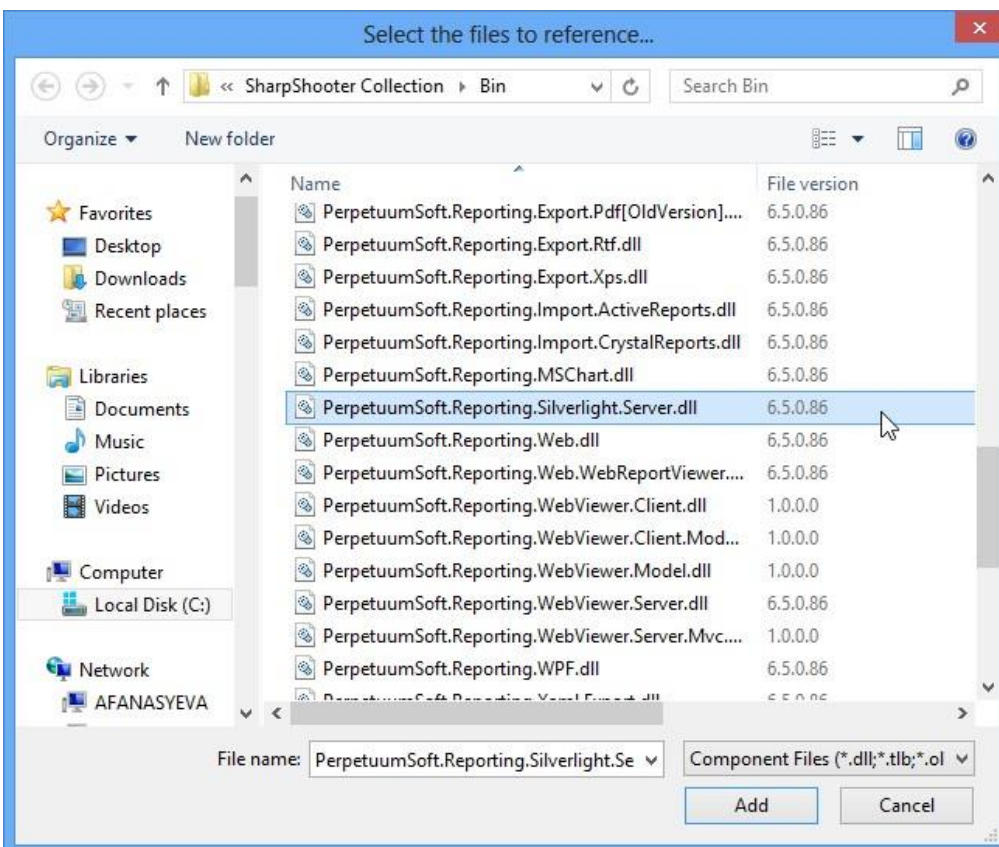 Select the files to reference...
« SharpShooter Collection Bin
Search Bin
Organize New folder
Name File version
Favorites
Desktop
Downloads
Recent places
Libraries
Documents
Music
Pictures
Videos
Computer
Local Disk (C:)
Network
AFANASYEVA
PerpetuumSoft.Reporting.Export.Pdf[OldVersion].... 6.5.0.86
PerpetuumSoft.Reporting.Export.Rtf.dll 6.5.0.86
PerpetuumSoft.Reporting.Export.Xps.dll 6.5.0.86
PerpetuumSoft.Reporting.Import.ActiveReports.dll 6.5.0.86
PerpetuumSoft.Reporting.Import.CrystalReports.dll 6.5.0.86
PerpetuumSoft.Reporting.MSChart.dll 6.5.0.86
PerpetuumSoft.Reporting.Silverlight.Server.dll 6.5.0.86
PerpetuumSoft.Reporting.Web.dll 6.5.0.86
PerpetuumSoft.Reporting.Web.WebReportViewer.... 6.5.0.86
PerpetuumSoft.Reporting.WebViewer.Client.dll 1.0.0.0
PerpetuumSoft.Reporting.WebViewer.Client.Mod... 1.0.0.0
PerpetuumSoft.Reporting.WebViewer.Model.dll 1.0.0.0
PerpetuumSoft.Reporting.WebViewer.Server.dll 6.5.0.86
PerpetuumSoft.Reporting.WebViewer.Server.Mvc.... 1.0.0.0
PerpetuumSoft.Reporting.WPF.dll 6.5.0.86
File name: PerpetuumSoft.Reporting.Silverlight.Se
Component Files (*.dll;*.tlb;*.ol
Add Cancel